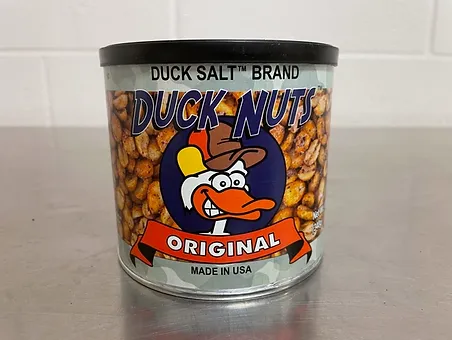 DUCK SALT™ BRAND
DUCK NUTS
ORIGINAL
MADE IN USA